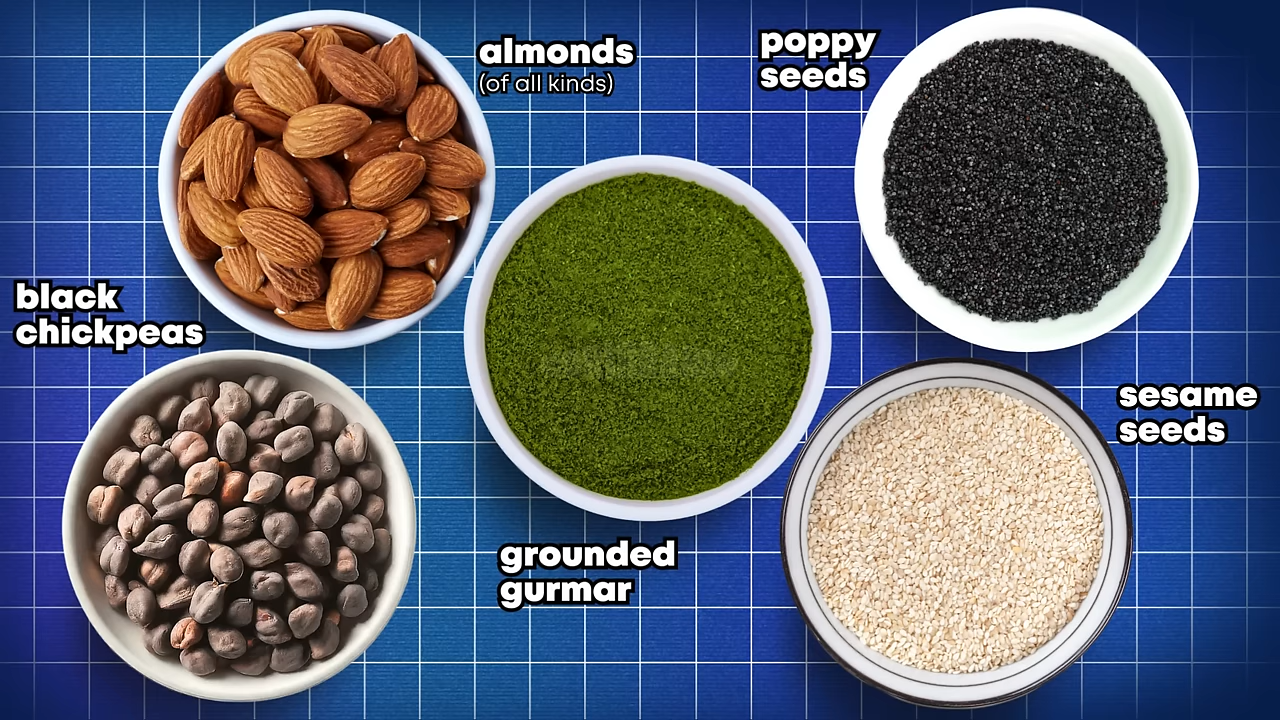 almonds
(of all kinds)
poppy
seeds
black
chickpeas
sesame
seeds
grounded
gurmar